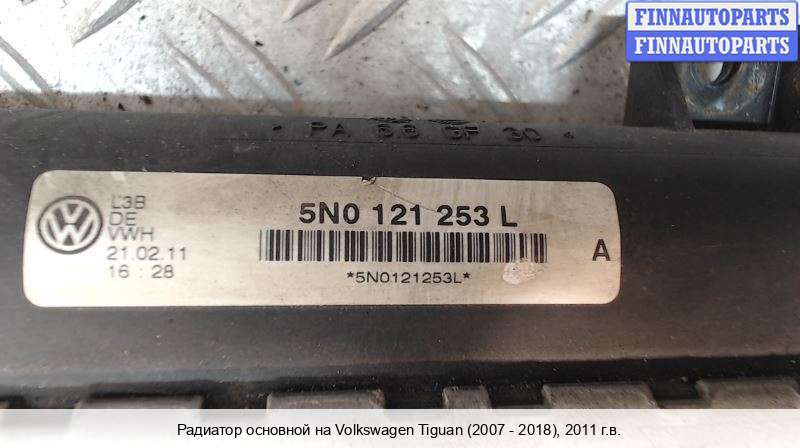 FINNAUTOPARTS
FINNAUTOPARTS
PA 66 GF 30
L3B
DE
VWH
21.02.11
16 : 28
5N0 121 253 L
*5N0121253L*
A
Радиатор основной на Volkswagen Tiguan (2007 - 2018), 2011 г.в.